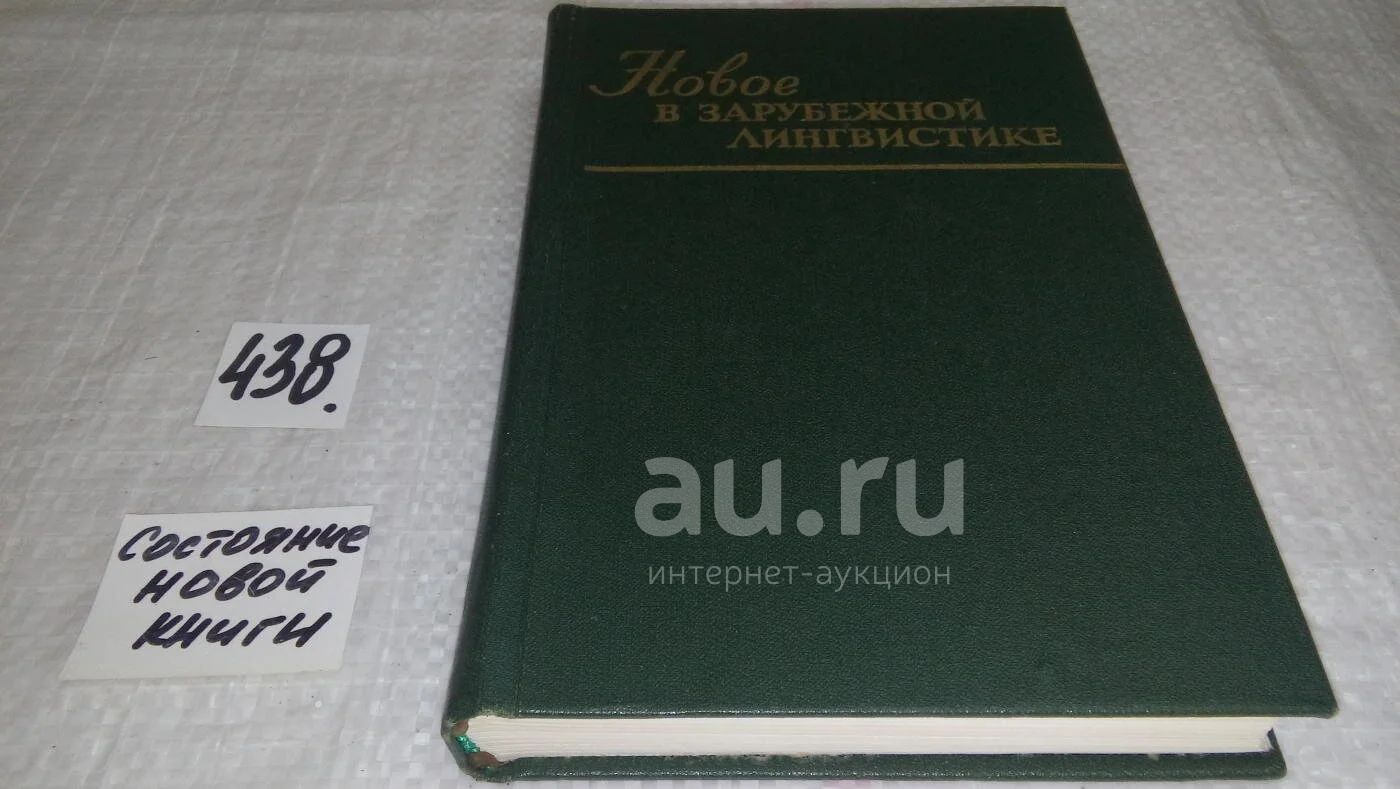 Новое
В ЗАРУБЕЖНОЙ
ЛИНГВИСТИКЕ
438.
Состояние
новой
книги
au.ru
интернет-аукцион